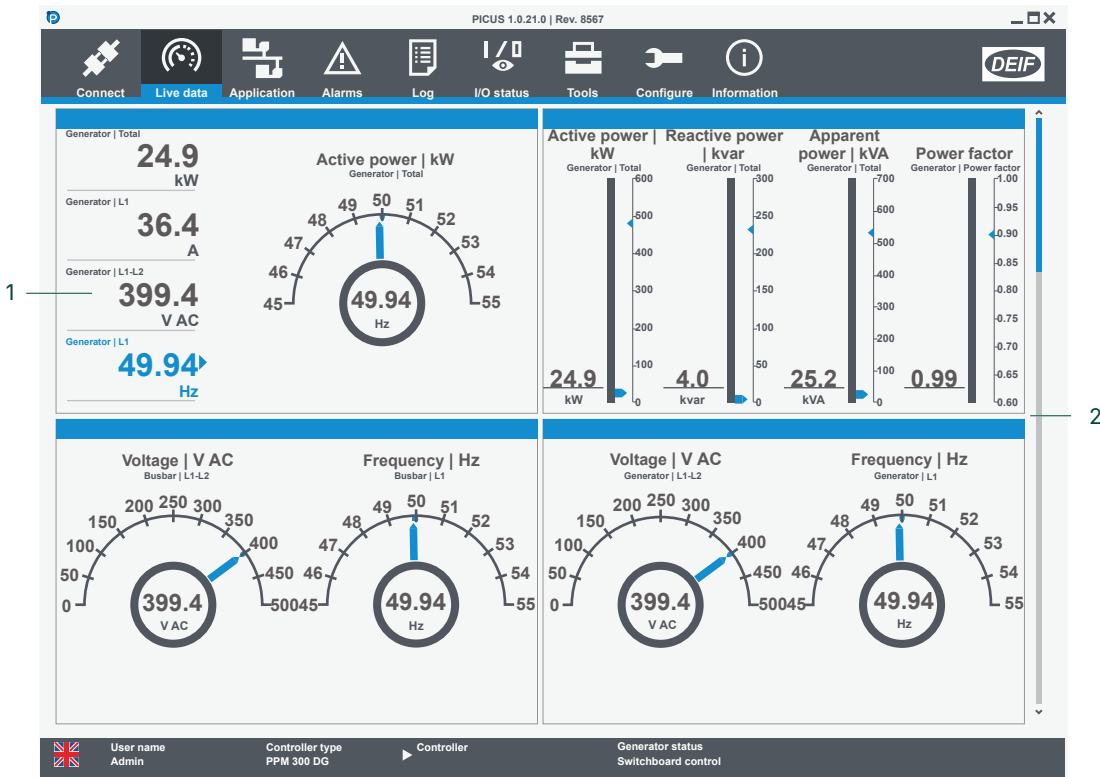 PICUS 1.0.21.0 | Rev. 8567
Connect
Live data
Application
Alarms
Log
I/O status
Tools
Configure
Information
DEIF
1
2
Generator | Total
24.9
kW
Generator | L1
36.4
A
Generator | L1-L2
399.4
V AC
Generator | L1
49.94
Hz
Active power | kW
Generator | Total
45
46
47
48
49
50
51
52
53
54
55
49.94
Hz
Active power |
kW
Generator | Total
600
500
400
300
200
100
0
24.9
kW
Reactive power
| kvar
Generator | Total
300
250
200
150
100
50
0
4.0
kvar
Apparent
power | kVA
Generator | Total
700
600
500
400
300
200
100
0
25.2
kVA
Power factor
Generator | Power factor
1.00
0.95
0.90
0.85
0.80
0.75
0.70
0.65
0.60
0.99
Voltage | V AC
Busbar | L1-L2
0
50
100
150
200
250
300
350
400
450
500
399.4
V AC
Frequency | Hz
Busbar | L1
45
46
47
48
49
50
51
52
53
54
55
49.94
Hz
Voltage | V AC
Generator | L1-L2
0
50
100
150
200
250
300
350
400
450
500
399.4
V AC
Frequency | Hz
Generator | L1
45
46
47
48
49
50
51
52
53
54
55
49.94
Hz
User name
Admin
Controller type
PPM 300 DG
Controller
Generator status
Switchboard control